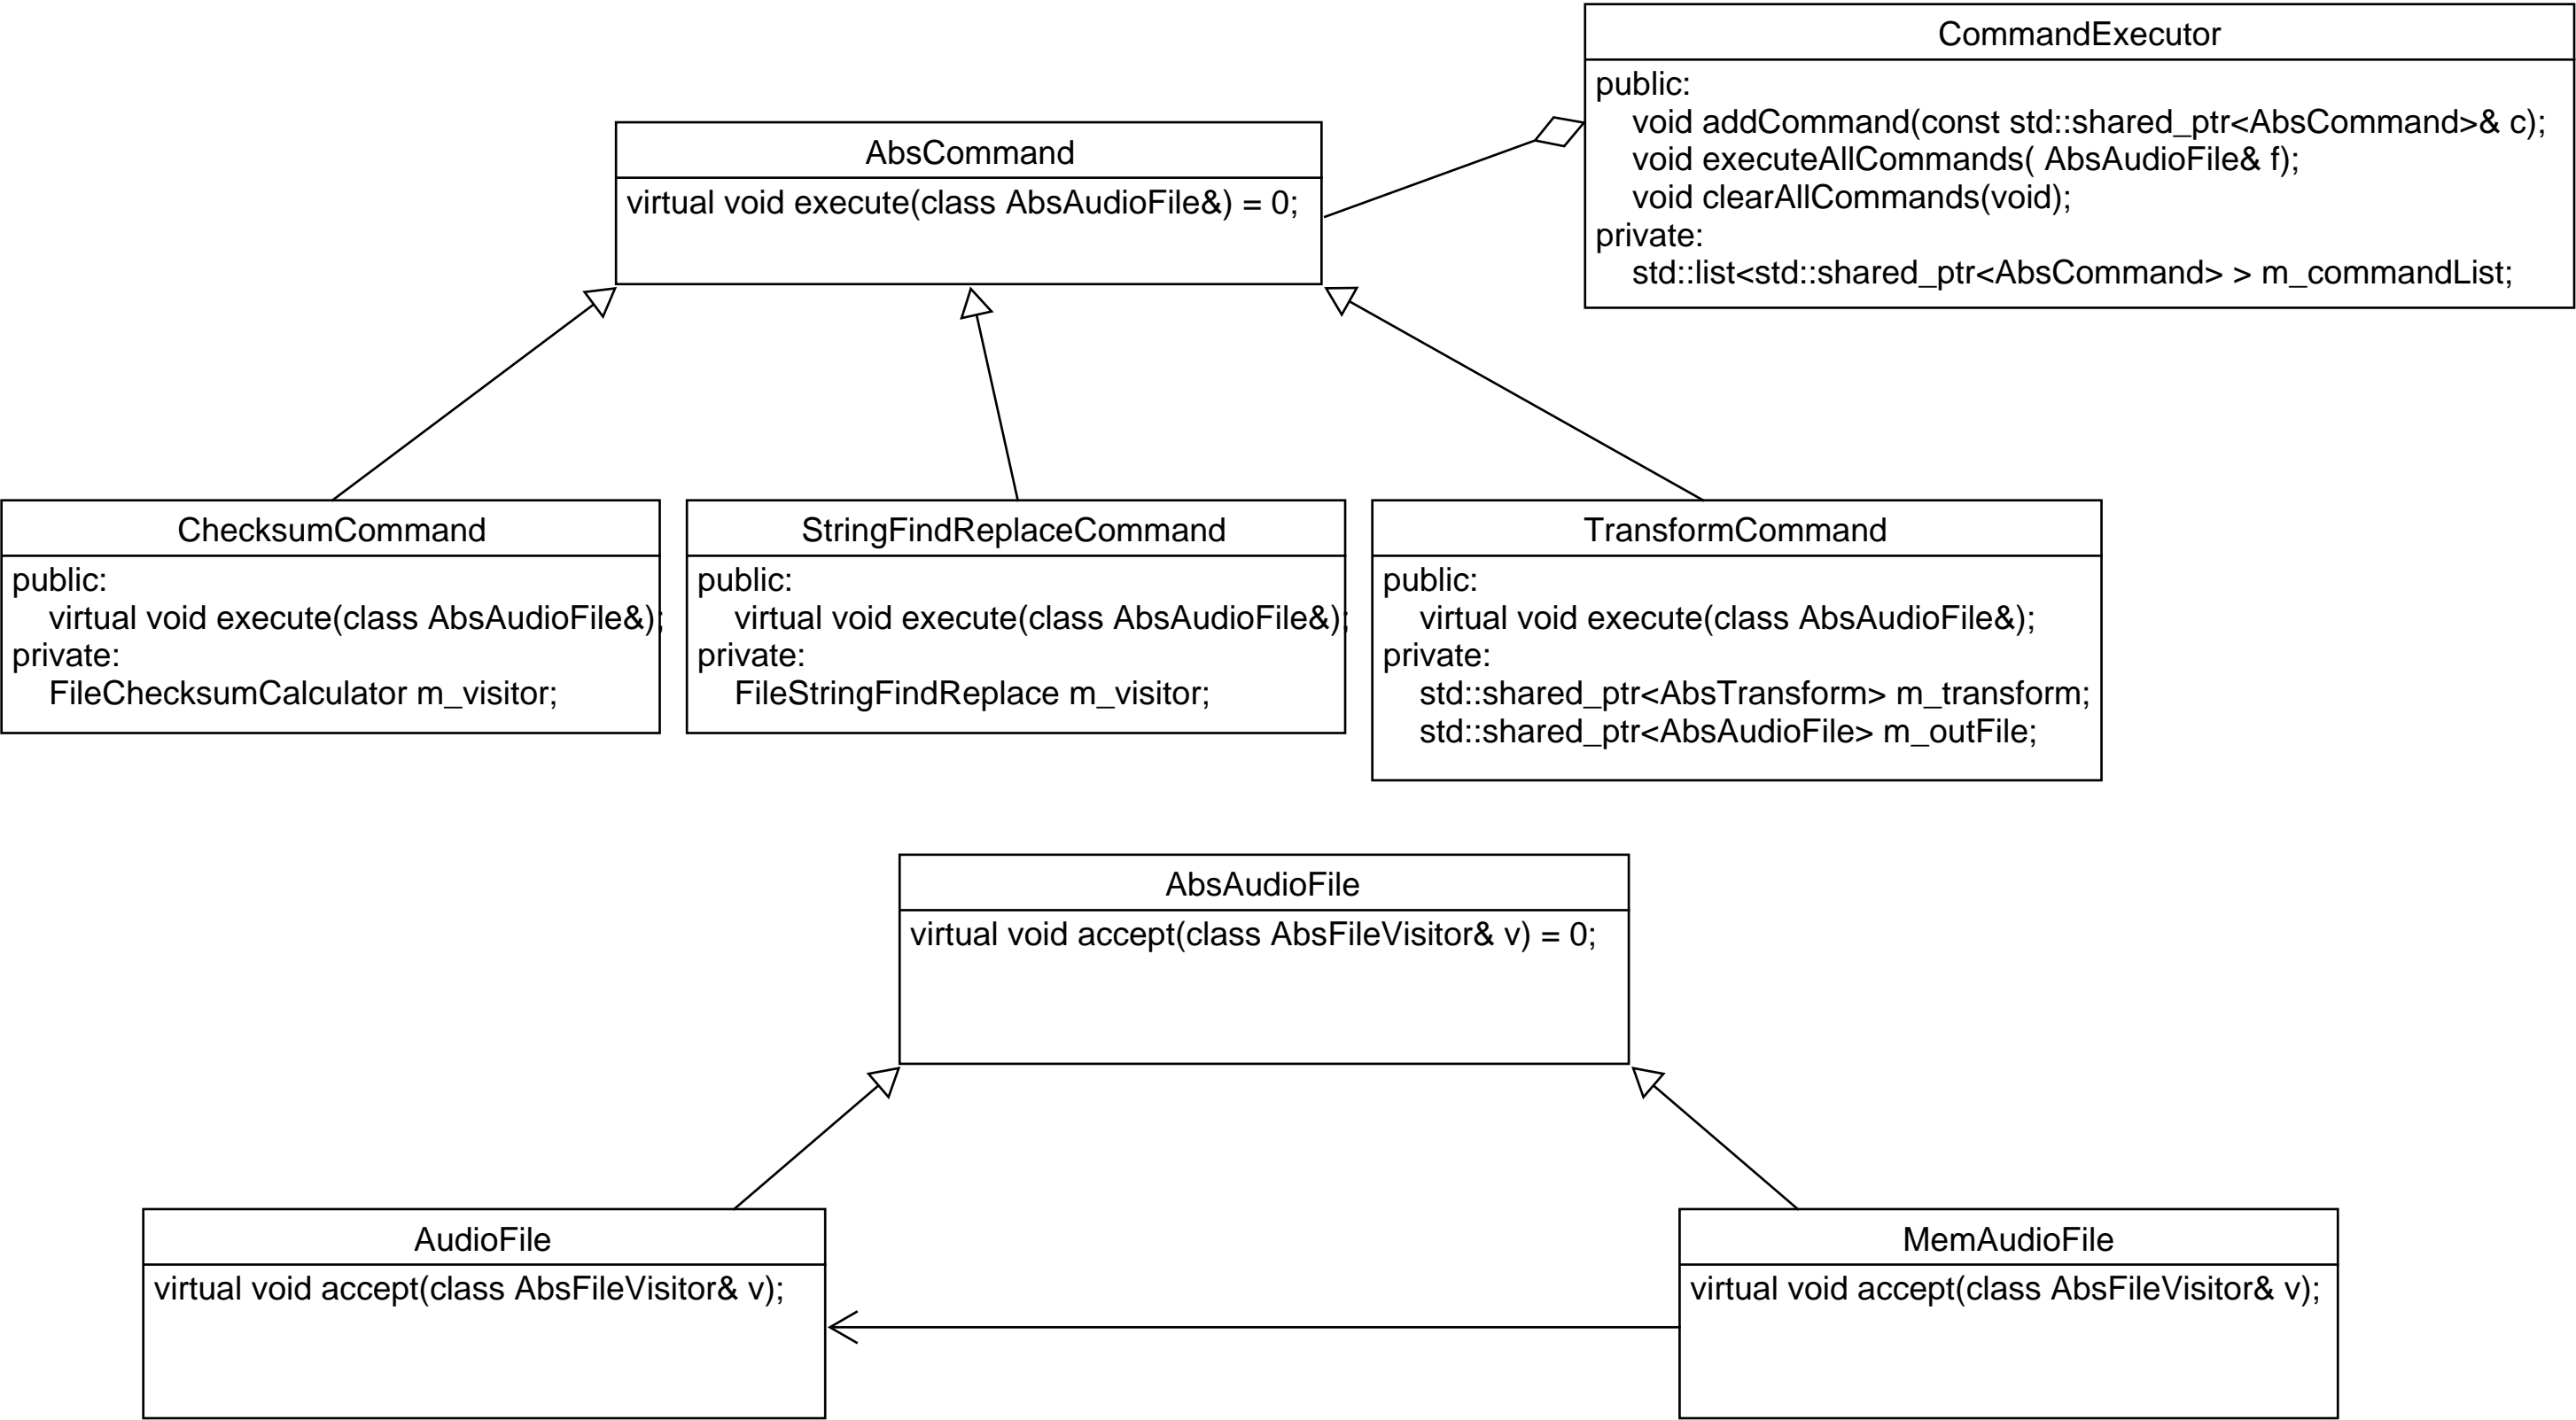 CommandExecutor
public:
void addCommand(const std::shared_ptr<AbsCommand>& c);
void executeAllCommands( AbsAudioFile& f);
void clearAllCommands(void);
private:
std::list<std::shared_ptr<AbsCommand> > m_commandList;
AbsCommand
virtual void execute(class AbsAudioFile&) = 0;
ChecksumCommand
public:
virtual void execute(class AbsAudioFile&);
private:
FileChecksumCalculator m_visitor;
StringFindReplaceCommand
public:
virtual void execute(class AbsAudioFile&);
private:
FileStringFindReplace m_visitor;
TransformCommand
public:
virtual void execute(class AbsAudioFile&);
private:
std::shared_ptr<AbsTransform> m_transform;
std::shared_ptr<AbsAudioFile> m_outFile;
AbsAudioFile
virtual void accept(class AbsFileVisitor& v) = 0;
AudioFile
virtual void accept(class AbsFileVisitor& v);
MemAudioFile
virtual void accept(class AbsFileVisitor& v);